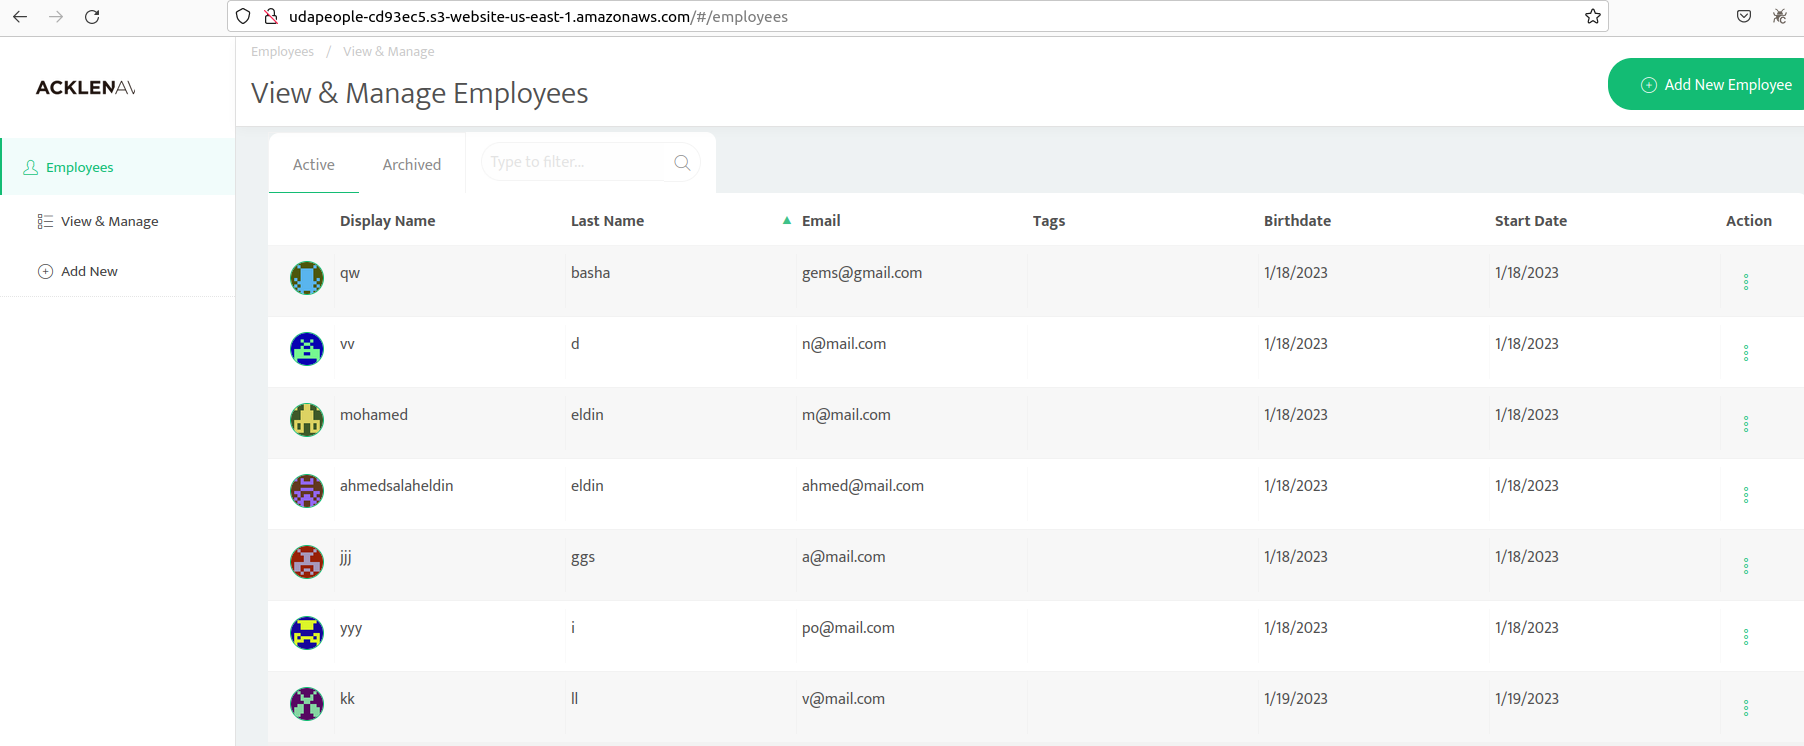 udapeople-cd93ec5.s3-website-us-east-1.amazonaws.com/#/employees
Employees / View & Manage
ACKLENAV
View & Manage Employees
Add New Employee
Employees
View & Manage
Add New
Active Archived Type to filter...
Display Name Last Name Email Tags Birthdate Start Date Action
qw basha gems@gmail.com 1/18/2023 1/18/2023
vv d n@mail.com 1/18/2023 1/18/2023
mohamed eldin m@mail.com 1/18/2023 1/18/2023
ahmedsalaheldin eldin ahmed@mail.com 1/18/2023 1/18/2023
jjj ggs a@mail.com 1/18/2023 1/18/2023
yyy i po@mail.com 1/18/2023 1/18/2023
kk ll v@mail.com 1/19/2023 1/19/2023